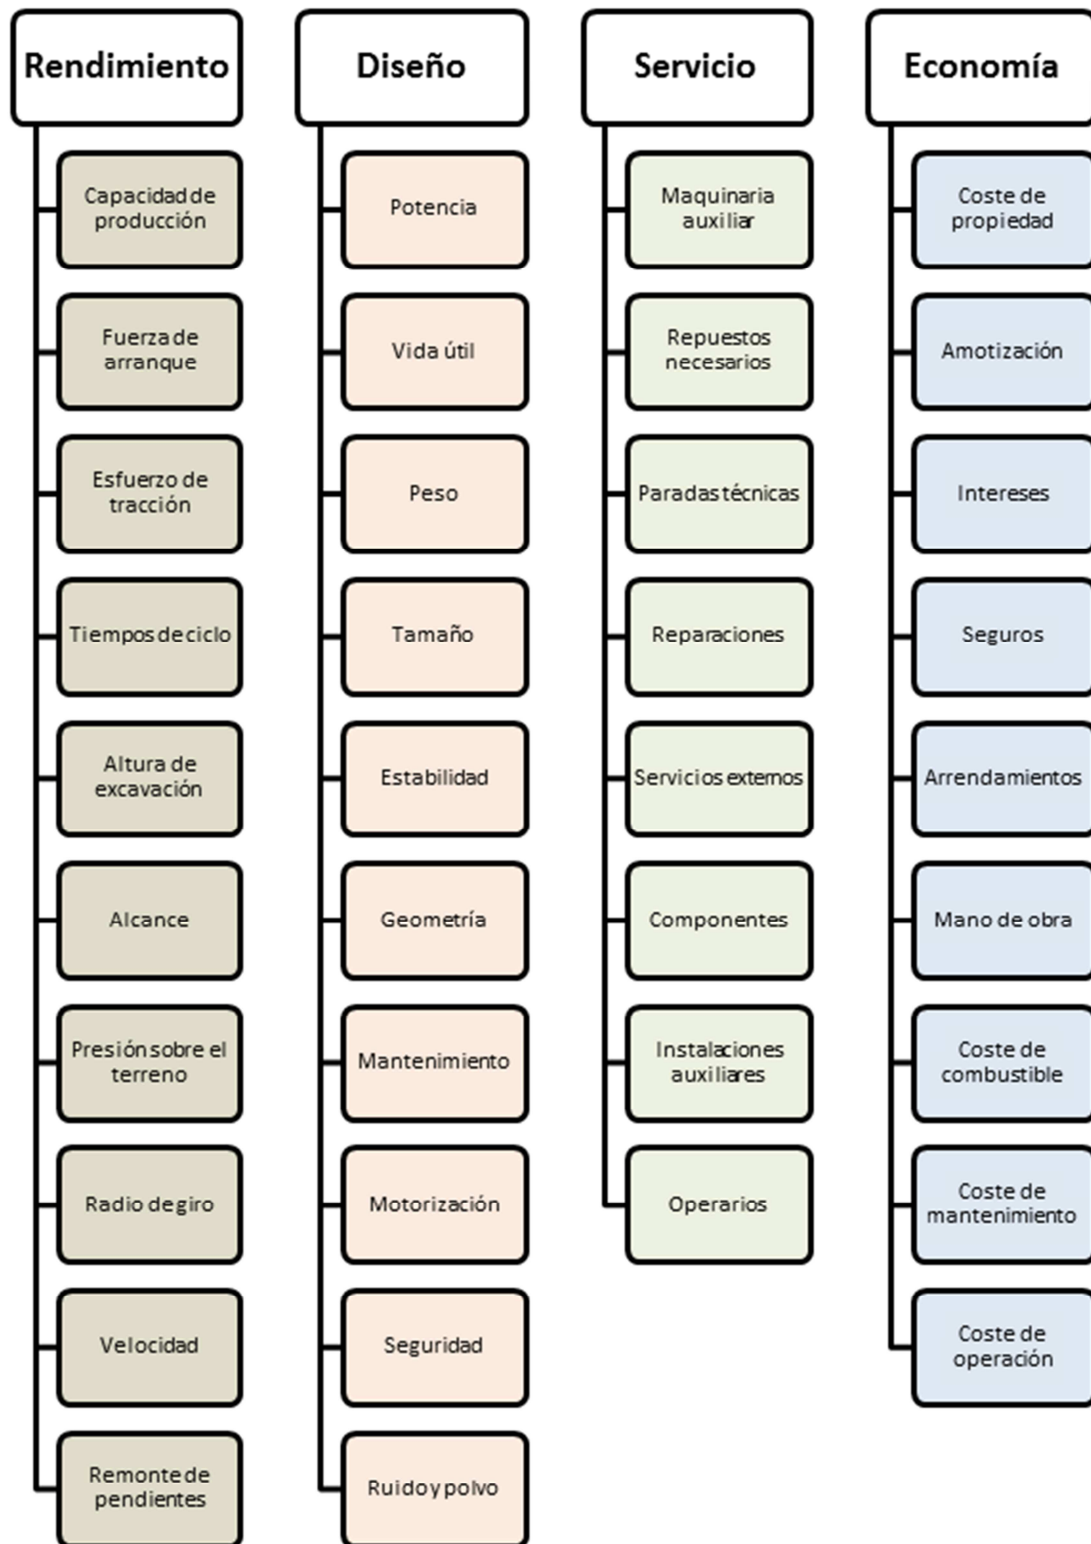 Rendimiento
Capacidad de
producción
Fuerza de
arranque
Esfuerzo de
tracción
Tiempos de ciclo
Altura de
excavación
Alcance
Presión sobre el
terreno
Radio de giro
Velocidad
Remonte de
pendientes
Diseño
Potencia
Vida útil
Peso
Tamaño
Estabilidad
Geometría
Mantenimiento
Motorización
Seguridad
Ruido y polvo
Servicio
Maquinaria
auxiliar
Repuestos
necesarios
Paradas técnicas
Reparaciones
Servicios externos
Componentes
Instalaciones
auxiliares
Operarios
Economía
Coste de
propiedad
Amotización
Intereses
Seguros
Arrendamientos
Mano de obra
Coste de
combustible
Coste de
mantenimiento
Coste de
operación